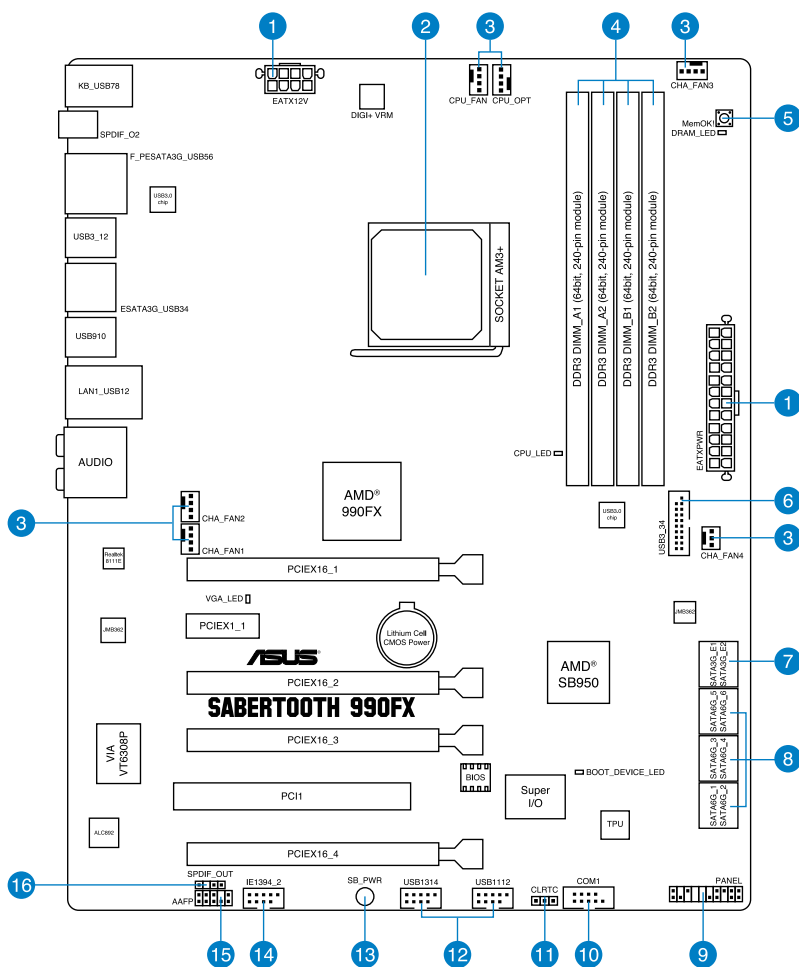 1
2
3
4
3
KB_USB78
EATX12V
DIGI+ VRM
CPU_FAN
CPU_OPT
CHA_FAN3
SPDIF_O2
MemOK!
5
DRAM_LED
F_PESATA3G_USB56
USB3.0
chip
USB3_12
SOCKET AM3+
DDR3 DIMM_A1 (64bit, 240-pin module)
DDR3 DIMM_A2 (64bit, 240-pin module)
DDR3 DIMM_B1 (64bit, 240-pin module)
DDR3 DIMM_B2 (64bit, 240-pin module)
ESATA3G_USB34
USB910
LAN1_USB12
1
EATXPWR
AUDIO
CPU_LED
AMD®
990FX
6
USB3.0
chip
USB3_34
3
CHA_FAN2
CHA_FAN1
3
CHA_FAN4
Realtek
8111E
PCIEX16_1
VGA_LED
JMB362
PCIEX1_1
Lithium Cell
CMOS Power
JMB362
ASUS
AMD®
SB950
SATA3G_E1
SATA3G_E2
7
PCIEX16_2
SABERTOOTH 990FX
SATA6G_5
SATA6G_6
VIA
VT6308P
PCIEX16_3
SATA6G_3
SATA6G_4
8
BIOS
BOOT_DEVICE_LED
PCI1
Super
I/O
SATA6G_1
SATA6G_2
TPU
ALC892
PCIEX16_4
SPDIF_OUT
16
AAFP
IE1394_2
SB_PWR
USB1314
USB1112
CLRTC
COM1
PANEL
15
14
13
12
11
10
9